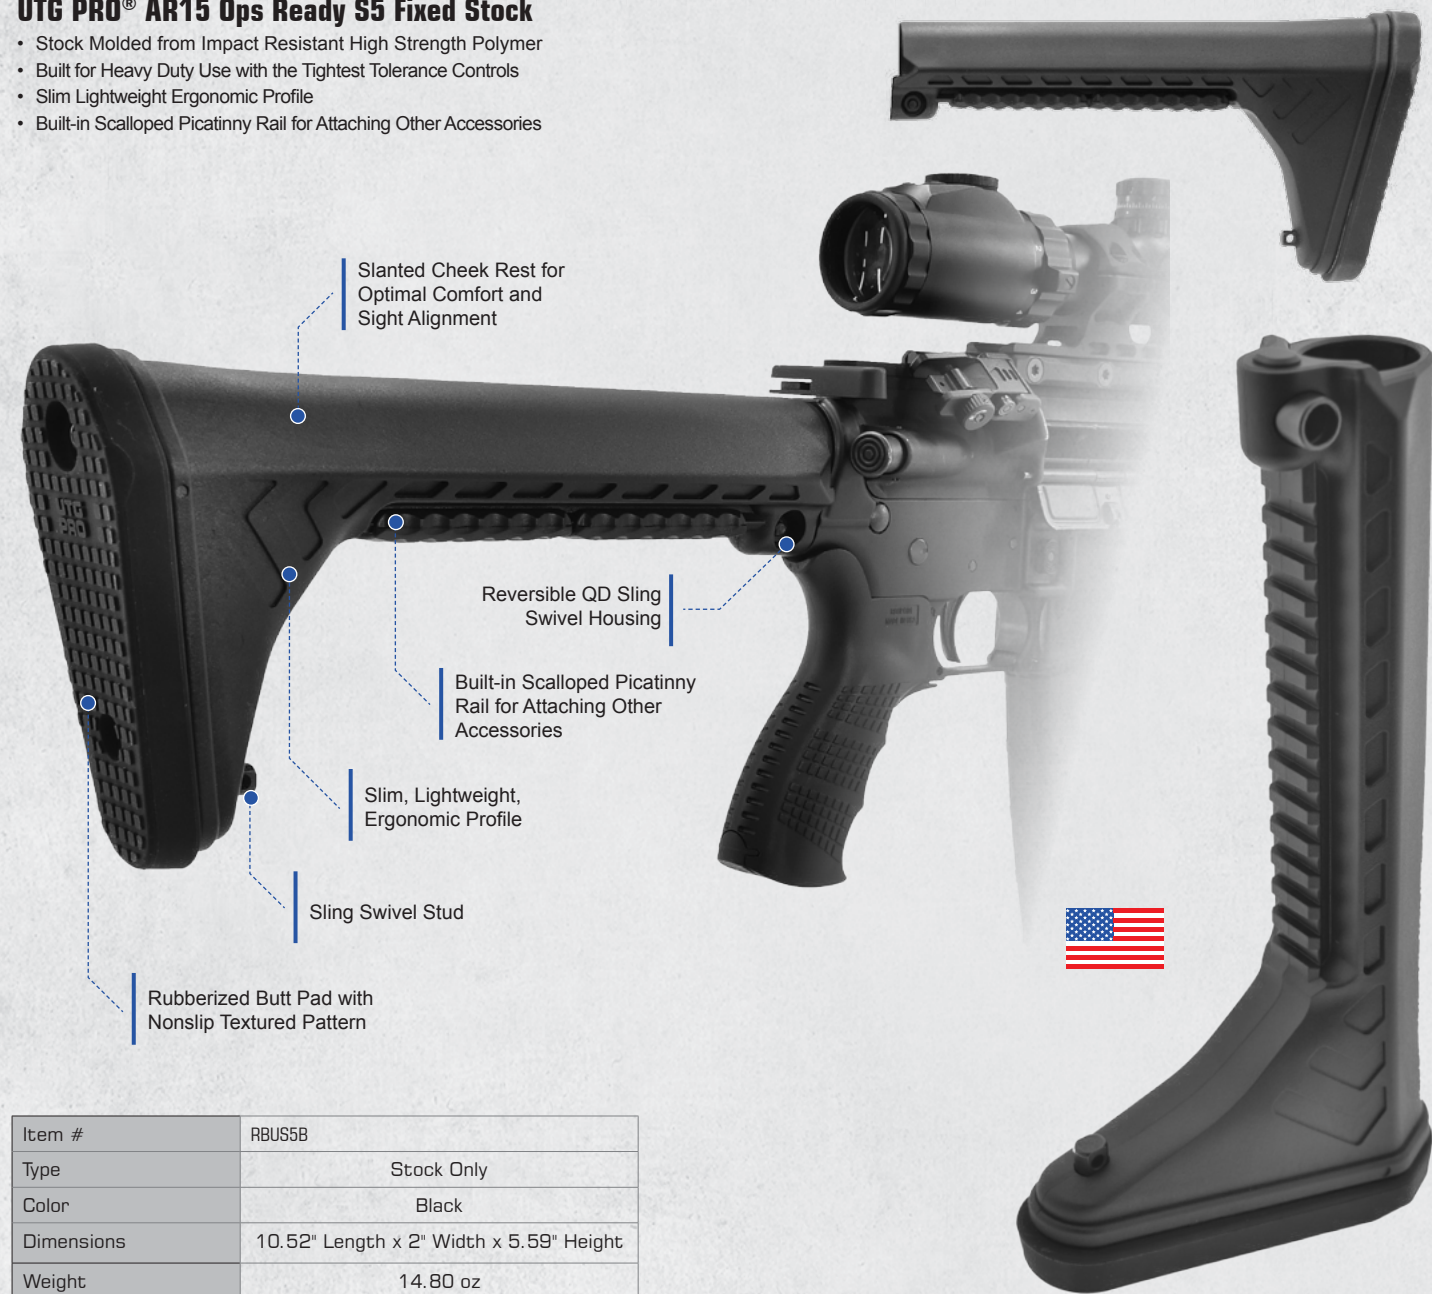 UTG PRO® AR15 Ops Ready S5 Fixed Stock
• Stock Molded from Impact Resistant High Strength Polymer
• Built for Heavy Duty Use with the Tightest Tolerance Controls
• Slim Lightweight Ergonomic Profile
• Built-in Scalloped Picatinny Rail for Attaching Other Accessories
Slanted Cheek Rest for
Optimal Comfort and
Sight Alignment
UTG
PRO
Reversible QD Sling
Swivel Housing
Built-in Scalloped Picatinny
Rail for Attaching Other
Accessories
Slim, Lightweight,
Ergonomic Profile
Sling Swivel Stud
Rubberized Butt Pad with
Nonslip Textured Pattern
Item # RBUS5B
Type Stock Only
Color Black
Dimensions 10.52" Length x 2" Width x 5.59" Height
Weight 14.80 oz